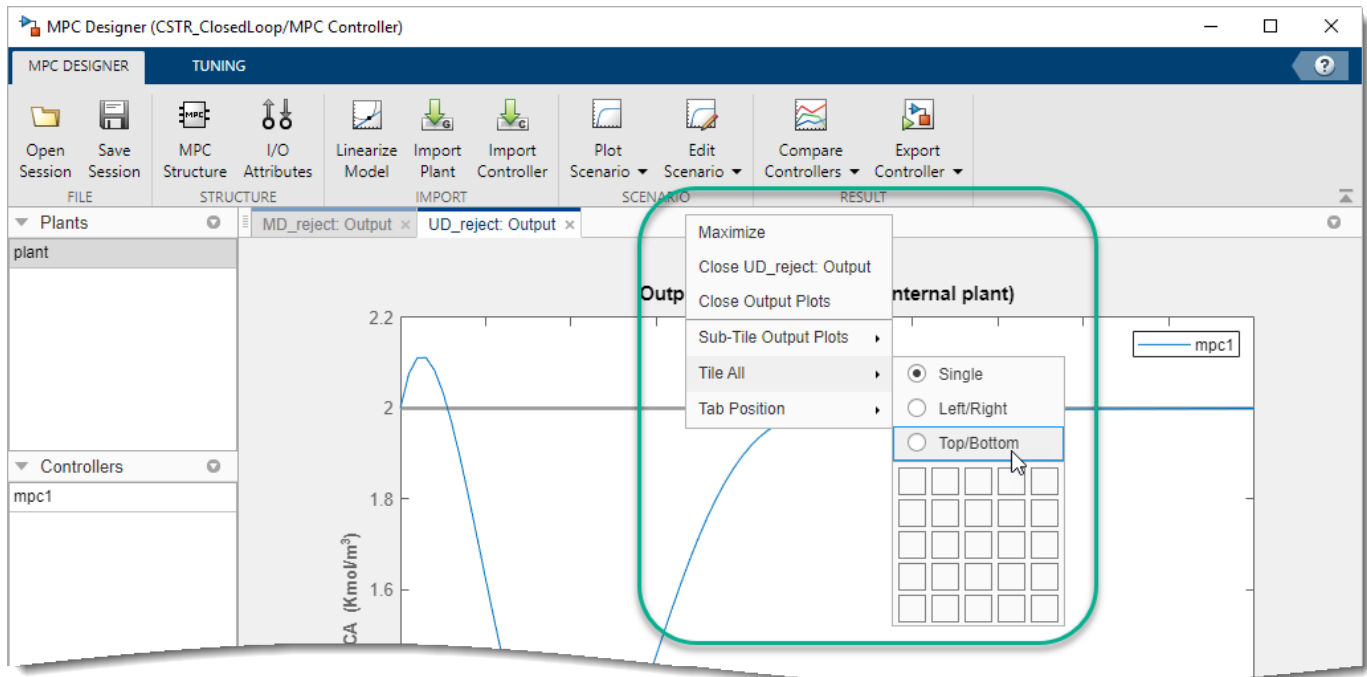 MPC Designer (CSTR_ClosedLoop/MPC Controller)
MPC DESIGNER TUNING
?
MPC G C
Open Save MPC I/O Linearize Import Import Plot Edit Compare Export
Session Session Structure Attributes Model Plant Controller Scenario Scenario Controllers Controller
FILE STRUCTURE IMPORT SCENARIO RESULT
Plants
plant
Controllers
mpc1
MD_reject: Output UD_reject: Output
Maximize
Close UD_reject: Output
Close Output Plots
Sub-Tile Output Plots
Tile All
Tab Position
Single
Left/Right
Top/Bottom
nternal plant)
mpc1
2.2
2
1.8
1.6
CA (Kmol/m³)